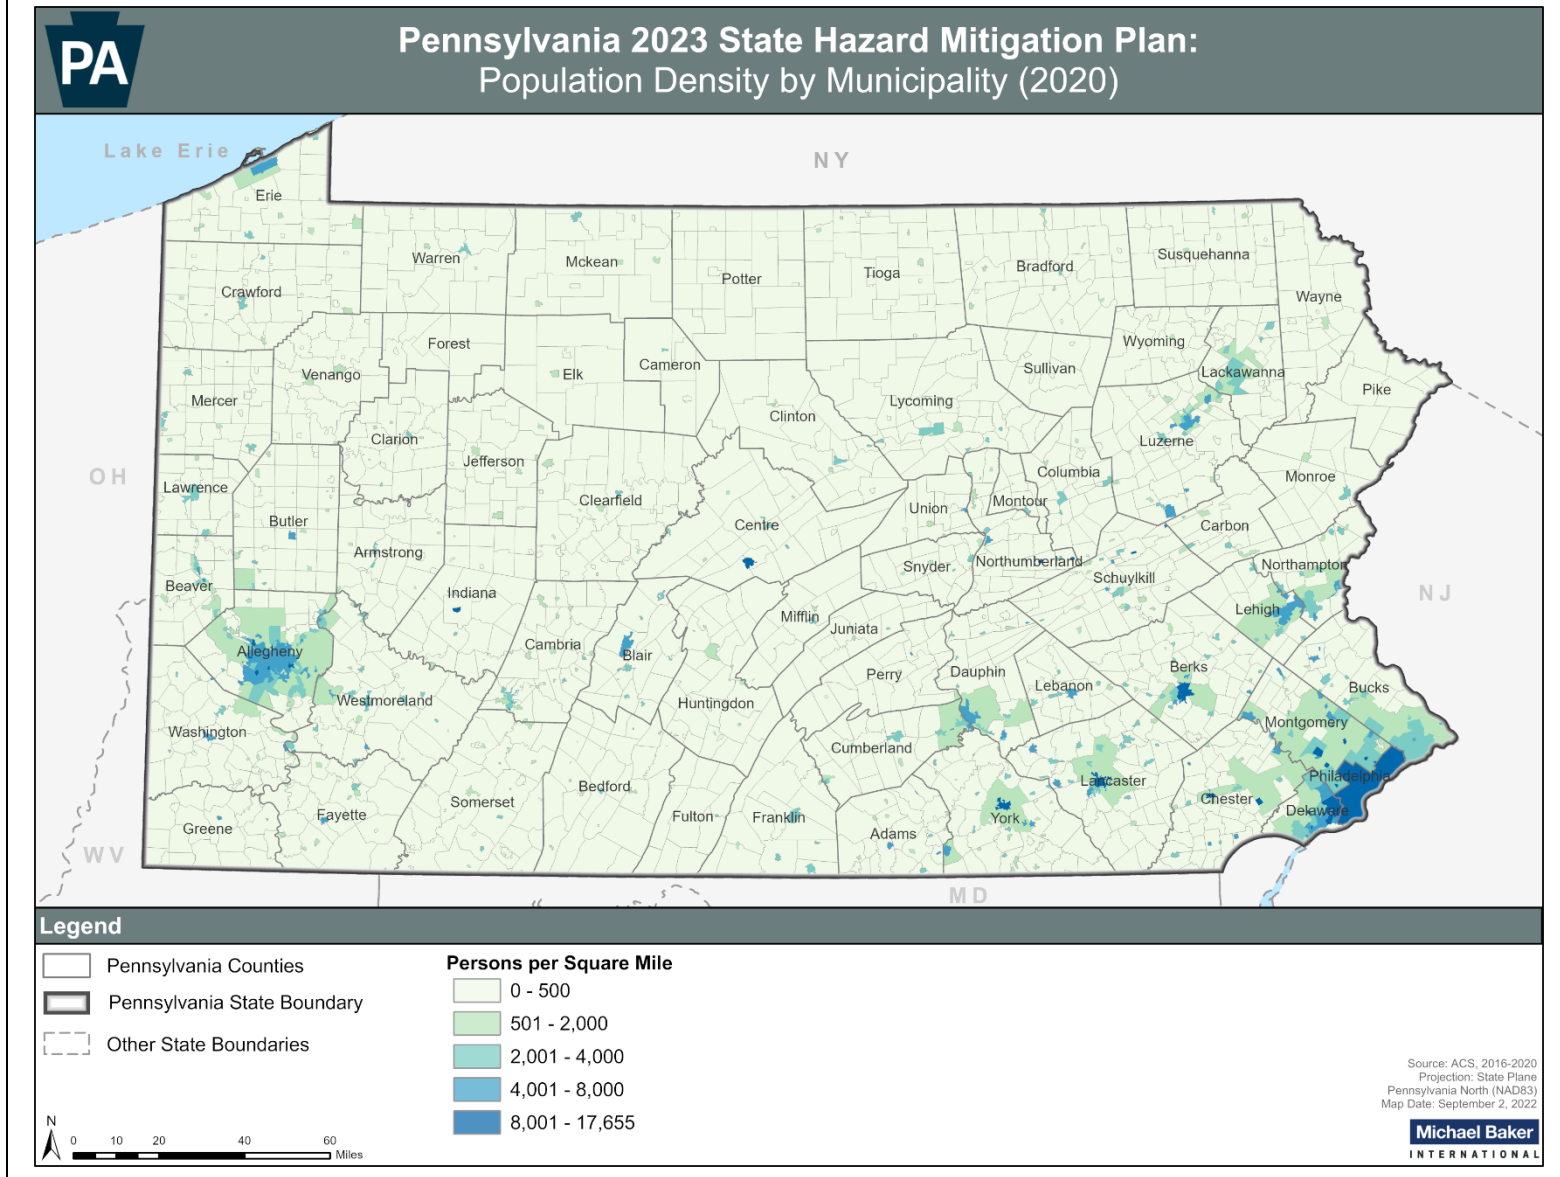 PA
Pennsylvania 2023 State Hazard Mitigation Plan:
Population Density by Municipality (2020)
Lake Erie
NY
Erie
Warren
Mckean
Potter
Tioga
Bradford
Susquehanna
Wayne
Crawford
Forest
Cameron
Wyoming
Venango
Elk
Sullivan
Lackawanna
Pike
Mercer
Clinton
Lycoming
Clarion
Luzerne
Jefferson
Columbia
OH
Lawrence
Clearfield
Montour
Monroe
Butler
Centre
Union
Carbon
Armstrong
Snyder
Northumberland
Northampton
Beaver
Indiana
Schuylkill
NJ
Lehigh
Mifflin
Juniata
Allegheny
Cambria
Blair
Perry
Dauphin
Lebanon
Berks
Bucks
Westmoreland
Huntingdon
Washington
Cumberland
Montgomery
Lancaster
Philadelphia
Bedford
Somerset
Chester
Delaware
Greene
Fayette
Fulton
Franklin
York
Adams
WV
MD
Legend
Pennsylvania Counties
Pennsylvania State Boundary
Other State Boundaries
Persons per Square Mile
0 - 500
501 - 2,000
2,001 - 4,000
4,001 - 8,000
8,001 - 17,655
N
0 10 20 40 60
Miles
Source: ACS, 2016-2020
Projection: State Plane
Pennsylvania North (NAD83)
Map Date: September 2, 2022
Michael Baker
INTERNATIONAL